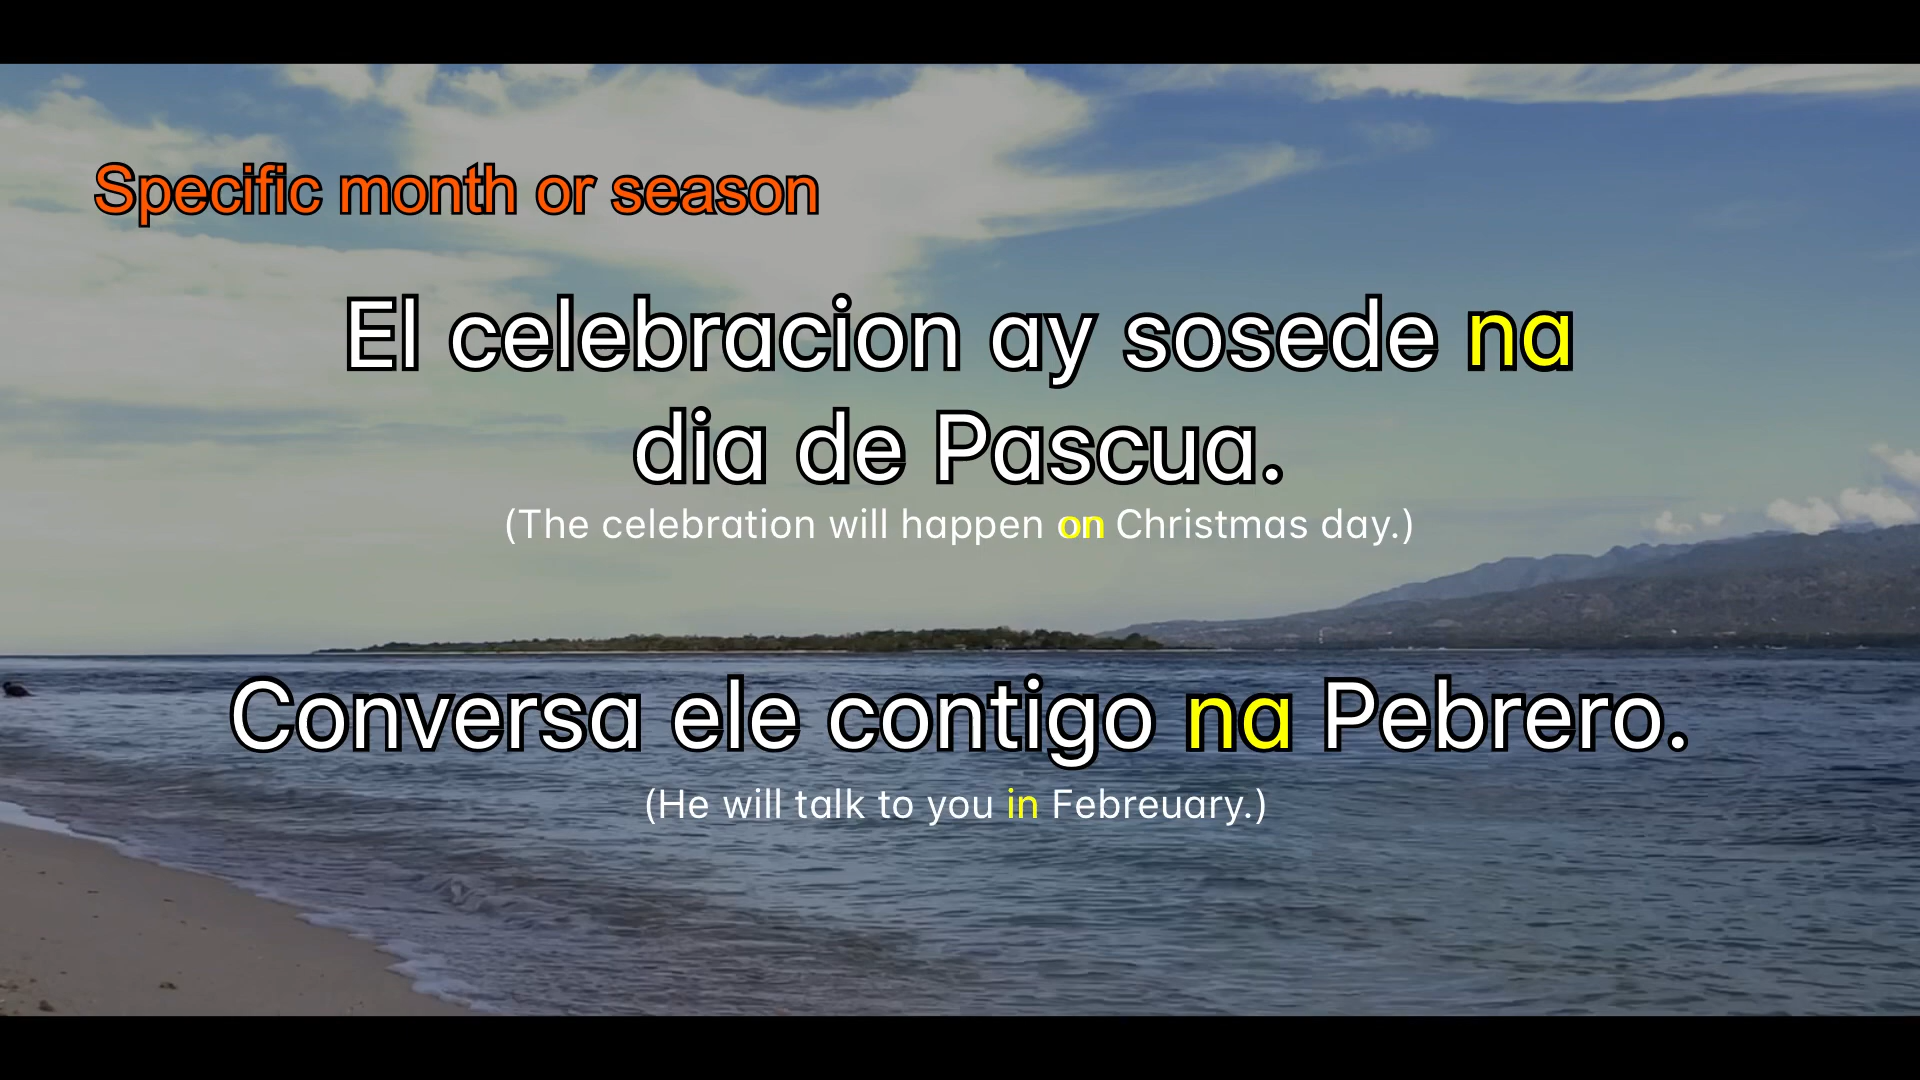 Specific month or season
El celebracion ay sosede na
dia de Pascua.
(The celebration will happen on Christmas day.)
Conversa ele contigo na Pebrero.
(He will talk to you in Febreuary.)